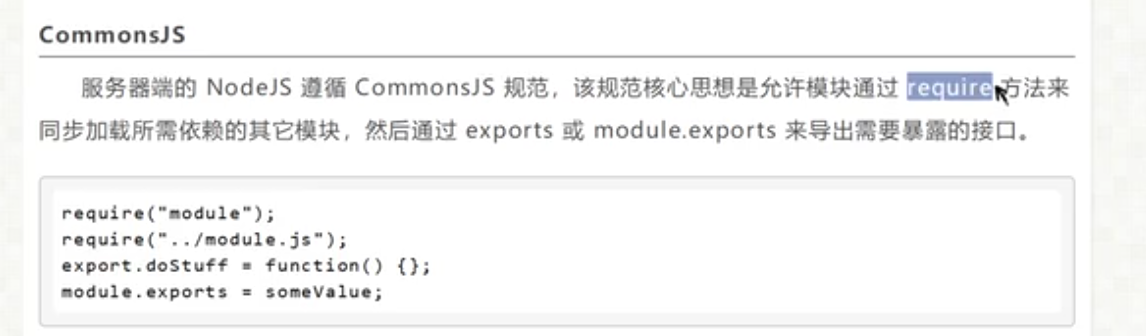 CommonsJS
服务器端的 NodeJS 遵循 CommonsJS 规范，该规范核心思想是允许模块通过 require 方法来
同步加载所需依赖的其它模块，然后通过 exports 或 module.exports 来导出需要暴露的接口。
require("module");
require("../module.js");
export.doStuff = function() {};
module.exports = someValue;